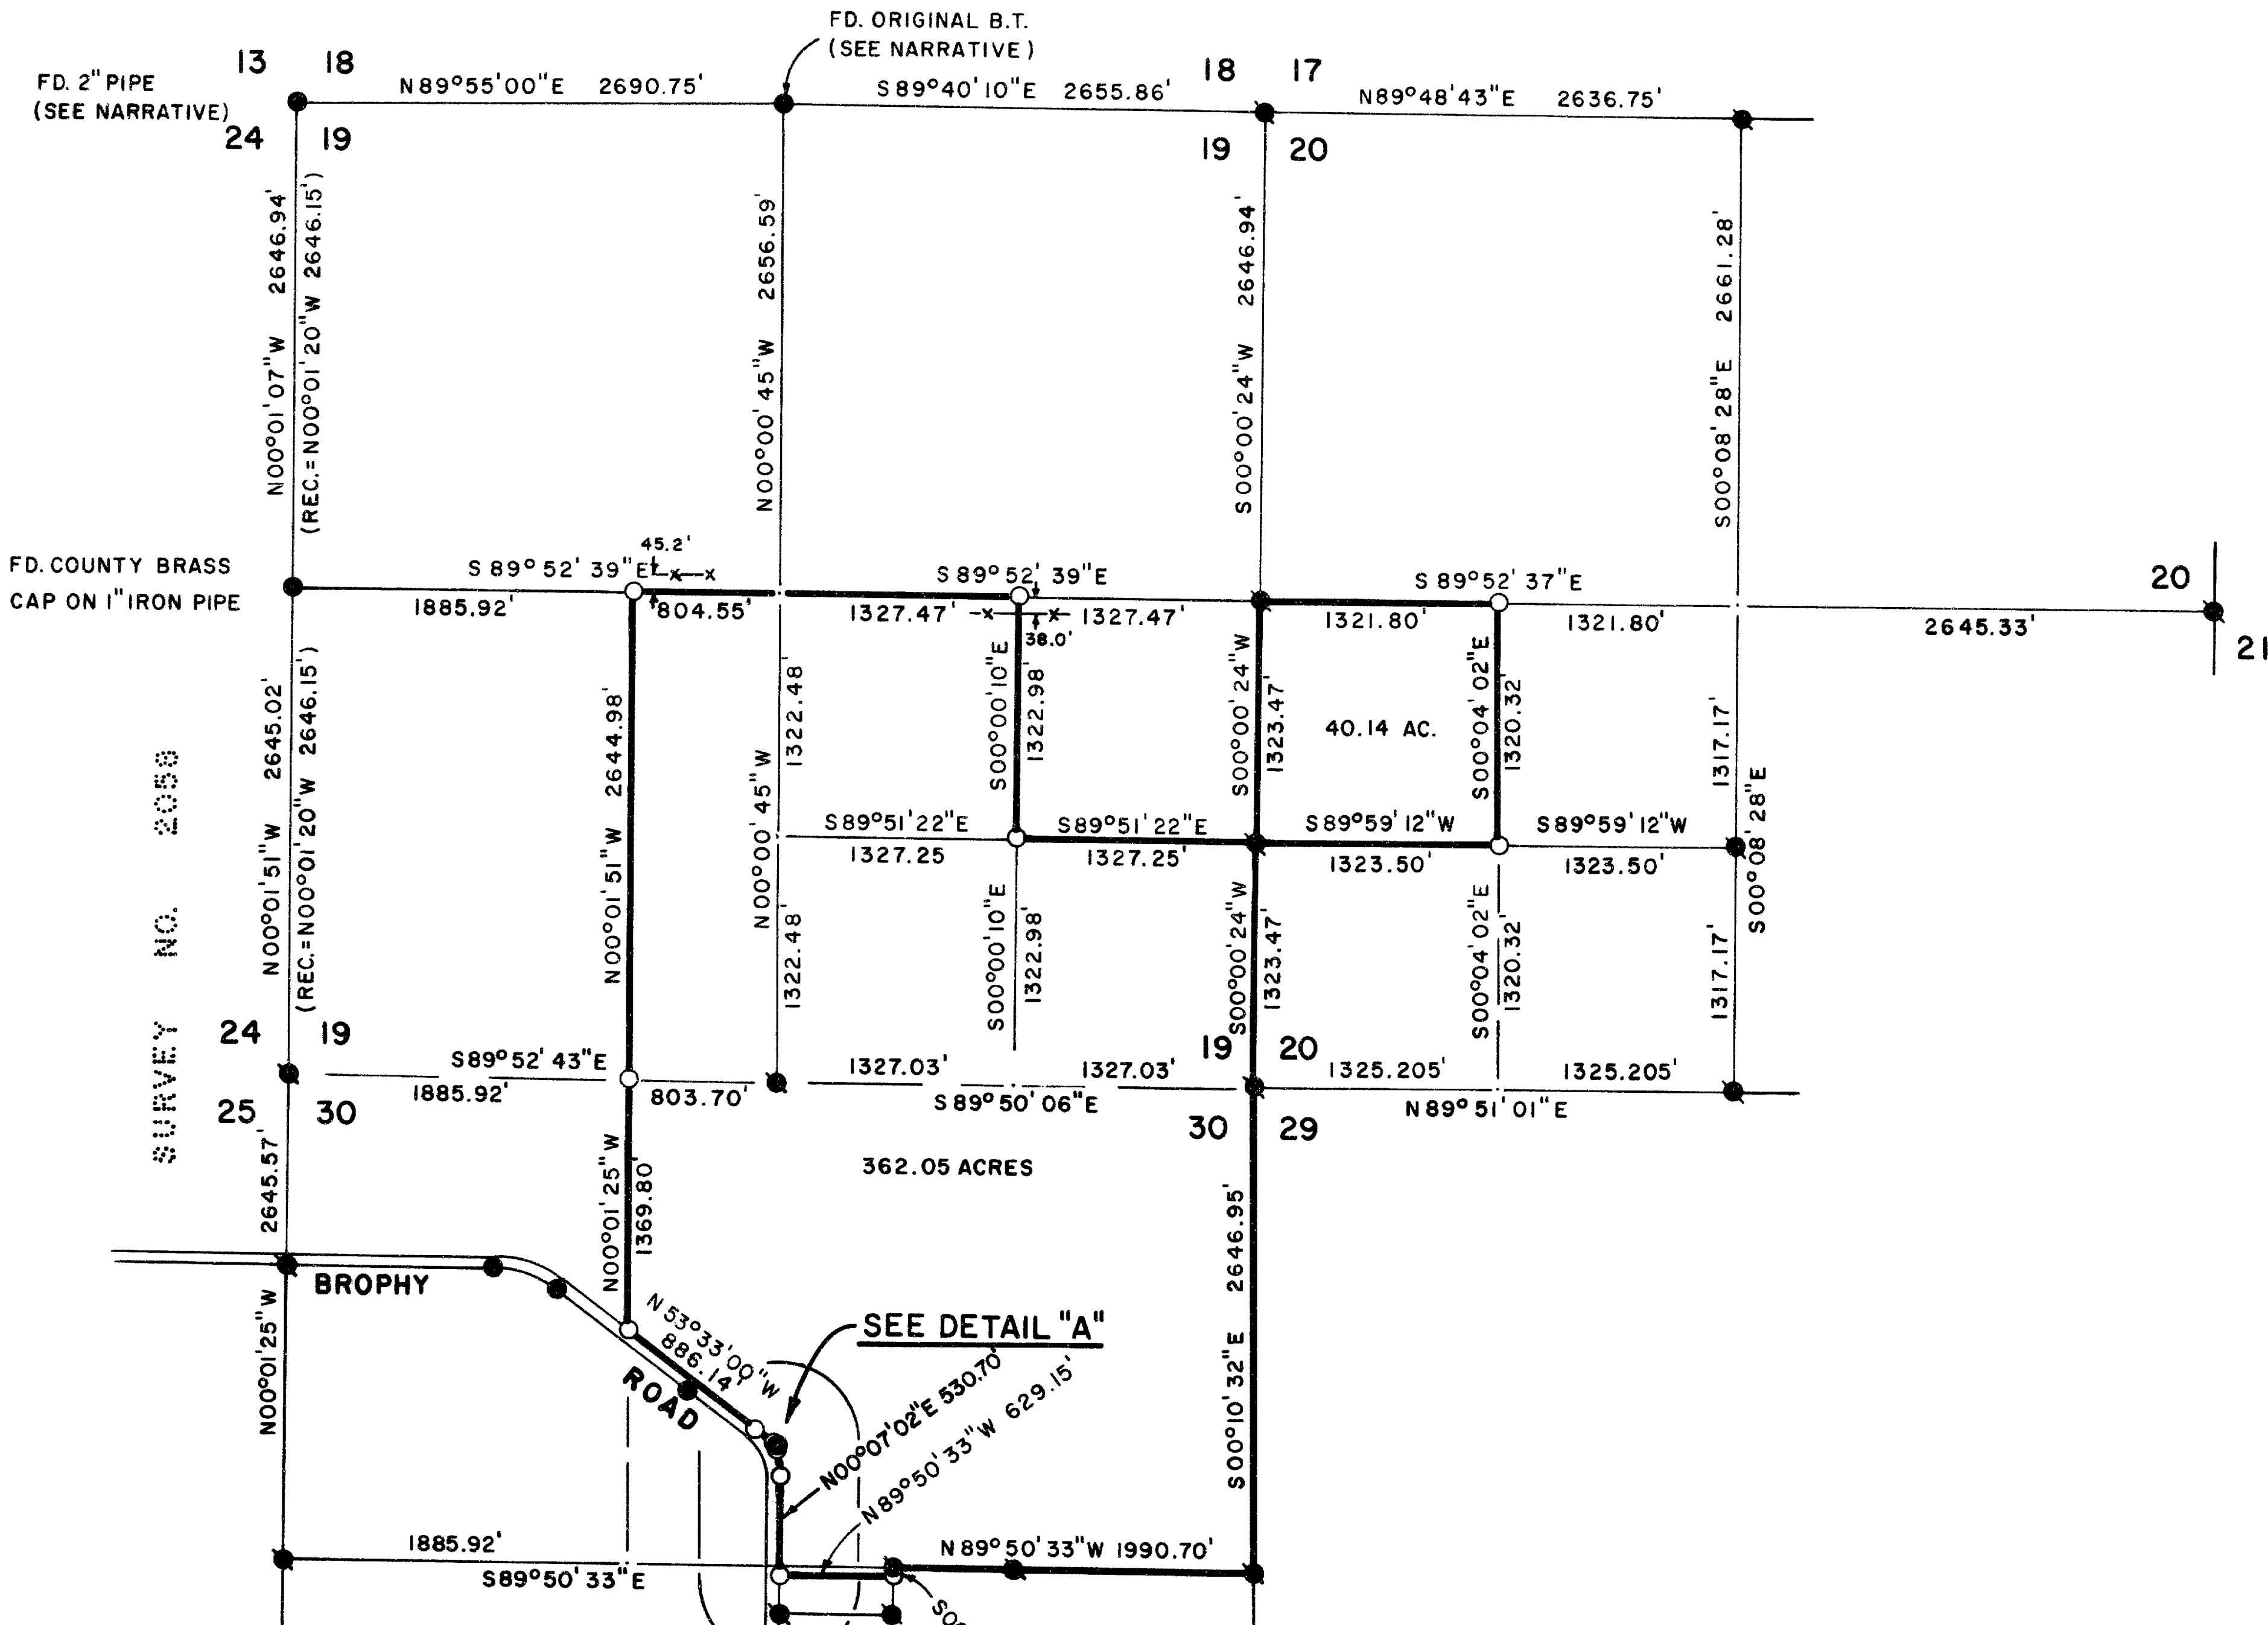 FD. ORIGINAL B.T.
(SEE NARRATIVE)
13 18
FD. 2" PIPE
(SEE NARRATIVE)
N89°55'00"E 2690.75'
S89°40'10"E 2655.86'
18 17
N89°48'43"E 2636.75'
24 19
19 20
N00°01'07"W 2646.94'
(REC.=N00°01'20"W 2646.15')
N00°00'45"W 2656.59'
S00°00'24"W 2646.94'
S00°08'28"E 2661.28'
FD. COUNTY BRASS
CAP ON 1" IRON PIPE
S89°52'39"E
45.2'
S89°52'39"E
S89°52'37"E
20
1885.92'
804.55'
1327.47'
1327.47'
38.0'
1321.80'
1321.80'
2645.33'
21
N00°01'51"W 2645.02'
(REC.=N00°01'20"W 2646.15')
N00°01'51"W 2644.98'
N00°00'45"W
1322.48'
S00°00'10"E
1322.98'
S00°00'24"W
1323.47'
40.14 AC.
S00°04'02"E
1320.32'
1317.17'
S00°08'28"E
SURVEY NO. 2058
S89°51'22"E
1327.25
S89°51'22"E
1327.25'
S89°59'12"W
1323.50'
S89°59'12"W
1323.50'
1322.48'
S00°00'10"E
1322.98'
S00°00'24"W
1323.47'
S00°04'02"E
1320.32'
1317.17'
24 19
S89°52'43"E
1885.92'
803.70'
1327.03'
1327.03'
S89°50'06"E
19 20
1325.205'
1325.205'
N89°51'01"E
25 30
30 29
362.05 ACRES
2645.57'
N00°01'25"W
N00°01'25"W
1369.80'
S00°10'32"E 2646.95'
BROPHY
ROAD
N53°33'00"W
886.14'
SEE DETAIL "A"
N00°07'02"E 530.70'
N89°50'33"W 629.15'
1885.92'
S89°50'33"E
N89°50'33"W 1990.70'